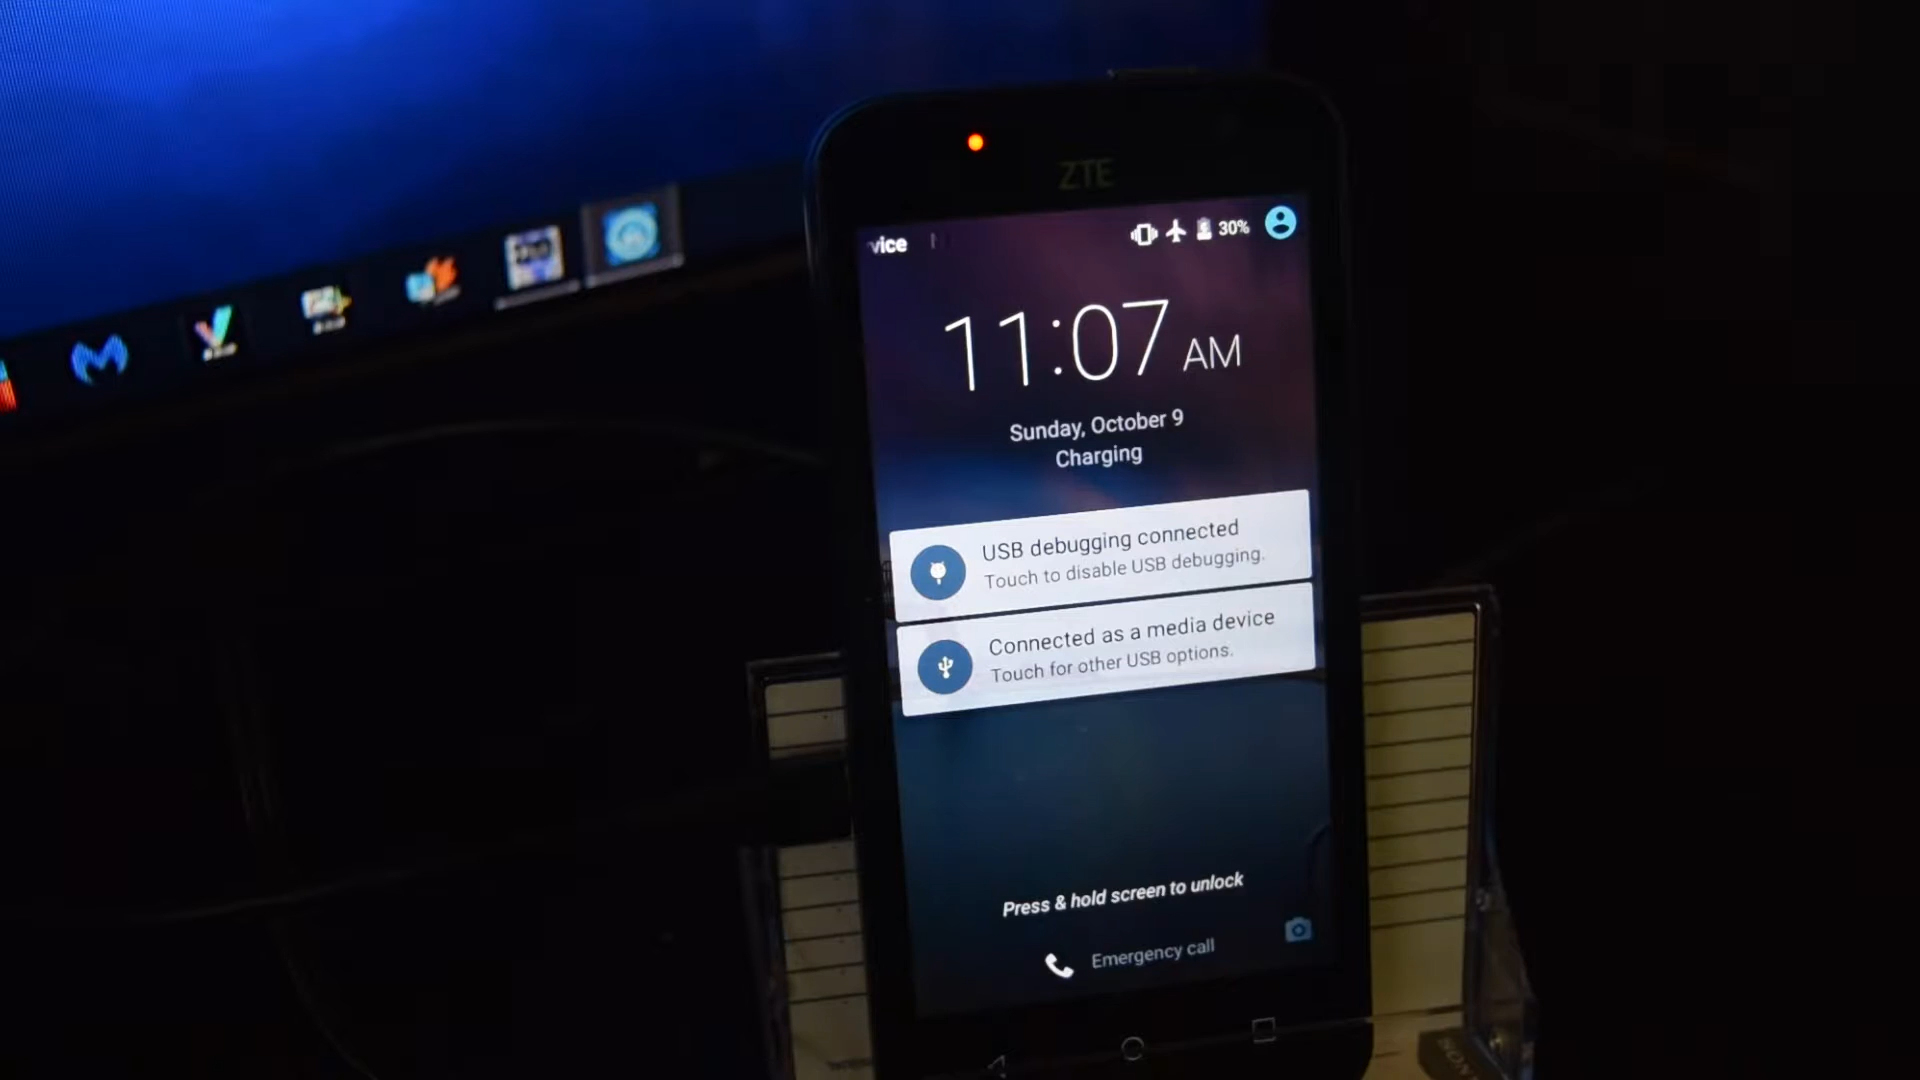 ZTE
vice
30%
11:07 AM
Sunday, October 9
Charging
USB debugging connected
Touch to disable USB debugging.
Connected as a media device
Touch for other USB options.
Press & hold screen to unlock
Emergency call
SONY